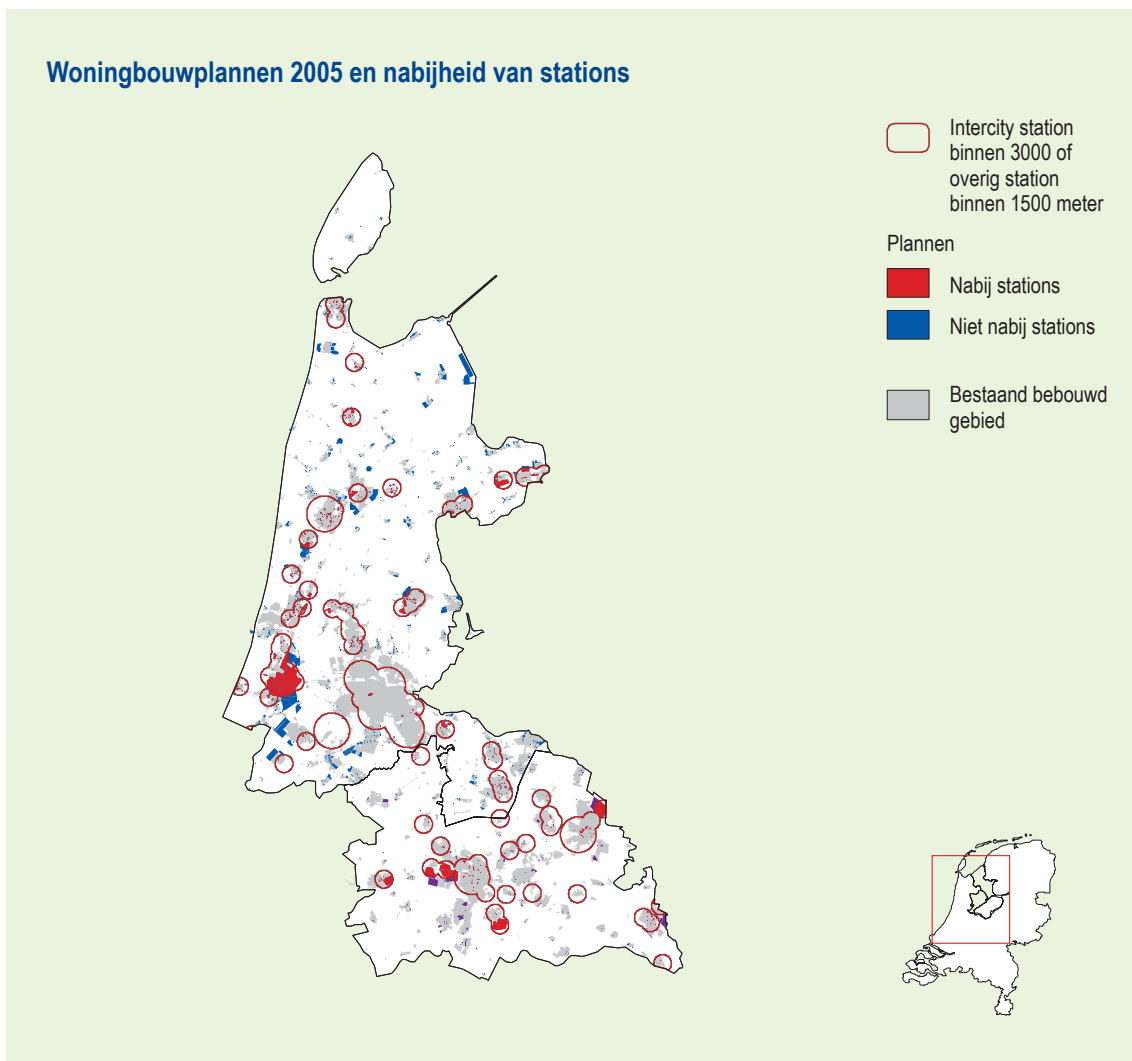 Woningbouwplannen 2005 en nabijheid van stations
Intercity station
binnen 3000 of
overig station
binnen 1500 meter
Plannen
Nabij stations
Niet nabij stations
Bestaand bebouwd
gebied